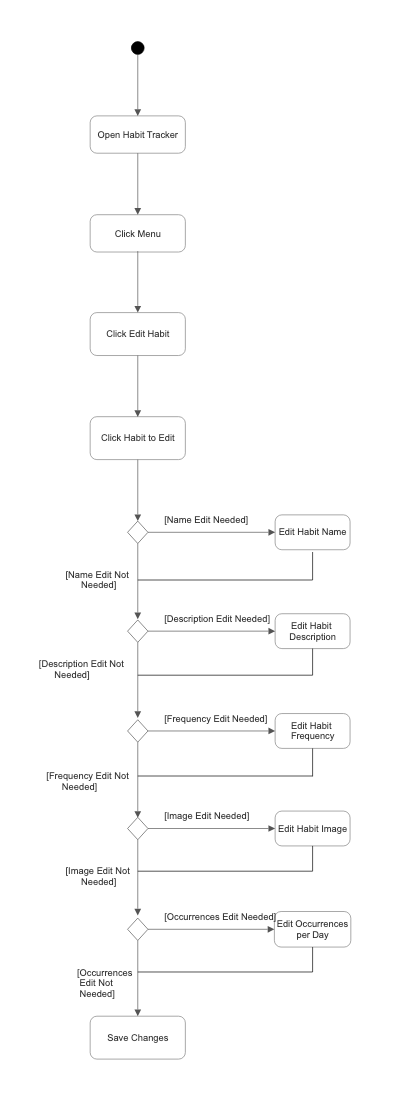 Open Habit Tracker
Click Menu
Click Edit Habit
Click Habit to Edit
[Name Edit Needed]
Edit Habit Name
[Name Edit Not
Needed]
[Description Edit Needed]
Edit Habit
Description
[Description Edit Not
Needed]
[Frequency Edit Needed]
Edit Habit
Frequency
[Frequency Edit Not
Needed]
[Image Edit Needed]
Edit Habit Image
[Image Edit Not
Needed]
[Occurrences Edit Needed]
Edit Occurrences
per Day
[Occurrences
Edit Not
Needed]
Save Changes